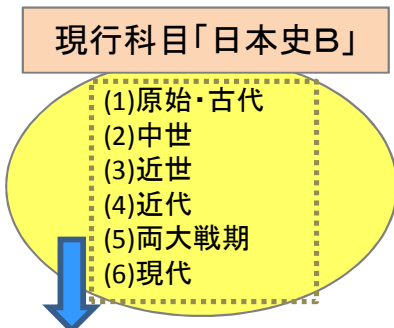 現行科目「日本史B」
(1)原始・古代
(2)中世
(3)近世
(4)近代
(5)両大戦期
(6)現代